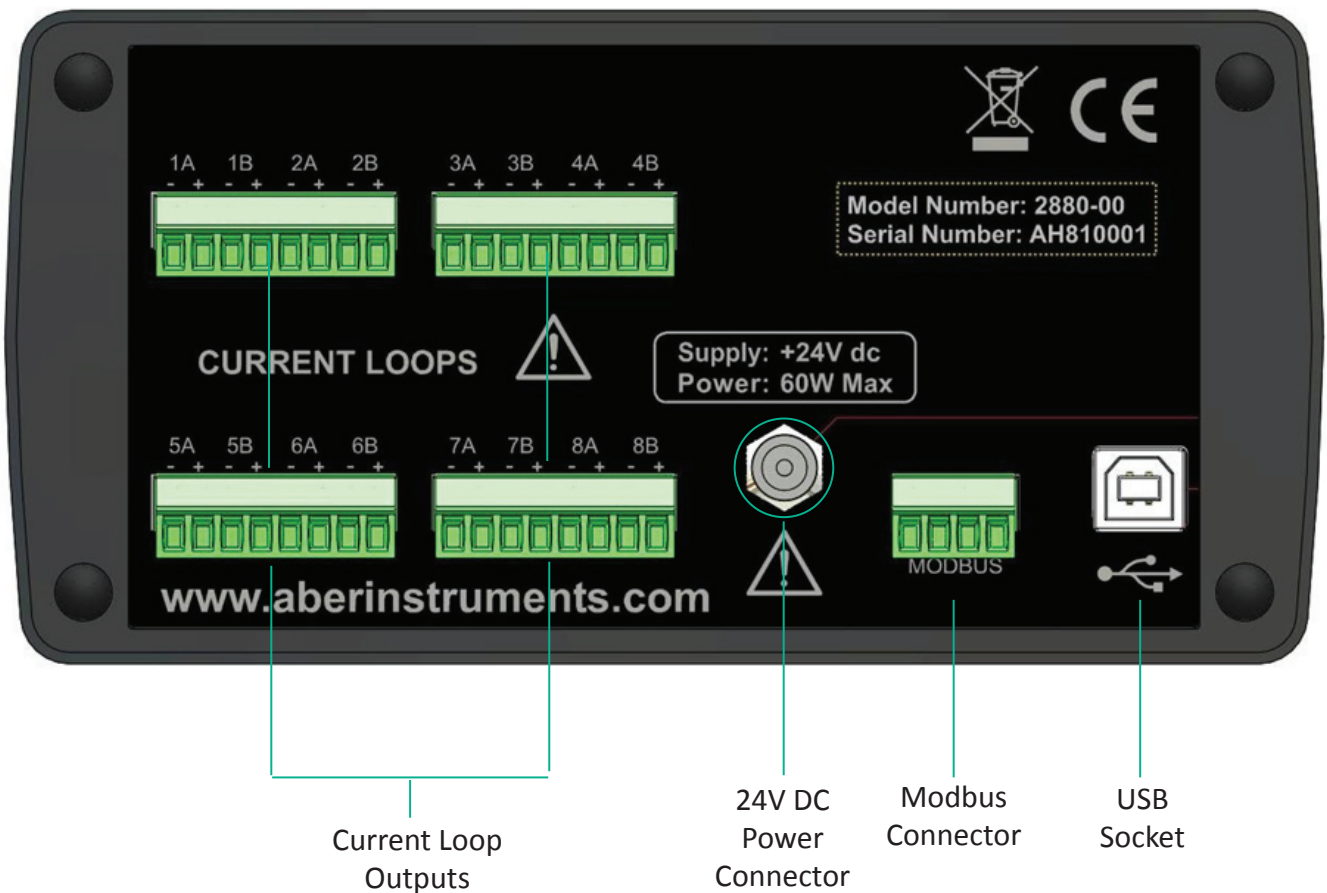 1A 1B 2A 2B
- + - + - + - +
3A 3B 4A 4B
- + - + - + - +
CE
Model Number: 2880-00
Serial Number: AH810001
CURRENT LOOPS
Supply: +24V dc
Power: 60W Max
5A 5B 6A 6B
- + - + - + - +
7A 7B 8A 8B
- + - + - + - +
MODBUS
www.aberinstruments.com
Current Loop
Outputs
24V DC
Power
Connector
Modbus
Connector
USB
Socket